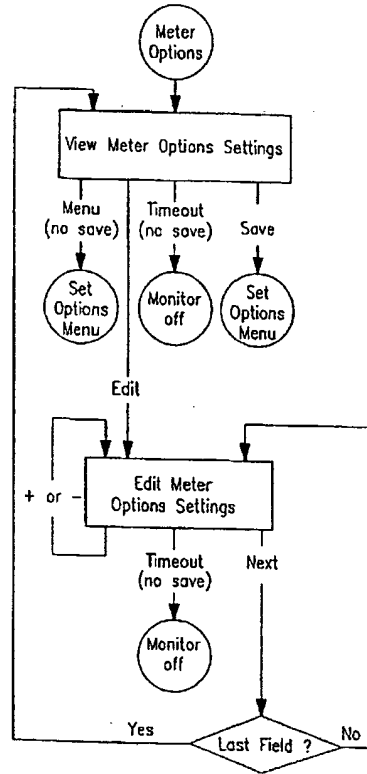 Meter
Options
View Meter Options Settings
Menu
(no save)
Timeout
(no save)
Save
Set
Options
Menu
Monitor
off
Set
Options
Menu
Edit
+ or -
Edit Meter
Options Settings
Timeout
(no save)
Next
Monitor
off
Yes
Last Field ?
No